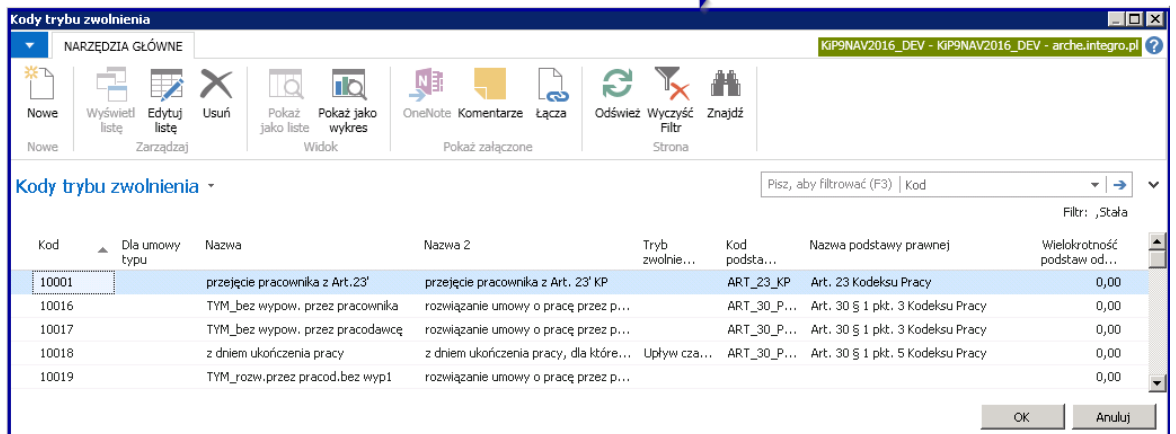 Kody trybu zwolnienia
NARZĘDZIA GŁÓWNE KiP9NAV2016_DEV - KiP9NAV2016_DEV - arche.integro.pl ?
Nowe Wyświetl listę Edytuj listę Usuń Pokaż jako liste Pokaż jako wykres OneNote Komentarze Łącza Odśwież Wyczyść Filtr Znajdź
Nowe Zarządzaj Widok Pokaż załączone Strona
Kody trybu zwolnienia Pisz, aby filtrować (F3) Kod
Filtr: ,Stała
Kod Dla umowy typu Nazwa Nazwa 2 Tryb zwolnie... Kod podsta... Nazwa podstawy prawnej Wielokrotność podstaw od...
10001 przejęcie pracownika z Art.23' przejęcie pracownika z Art. 23' KP ART_23_KP Art. 23 Kodeksu Pracy 0,00
10016 TYM_bez wypow. przez pracownika rozwiązanie umowy o pracę przez p... ART_30_P... Art. 30 § 1 pkt. 3 Kodeksu Pracy 0,00
10017 TYM_bez wypow. przez pracodawcę rozwiązanie umowy o pracę przez p... ART_30_P... Art. 30 § 1 pkt. 3 Kodeksu Pracy 0,00
10018 z dniem ukończenia pracy z dniem ukończenia pracy, dla które... Upływ cza... ART_30_P... Art. 30 § 1 pkt. 5 Kodeksu Pracy 0,00
10019 TYM_rozw.przez pracod.bez wyp1 rozwiązanie umowy o pracę przez p... 0,00
OK Anuluj